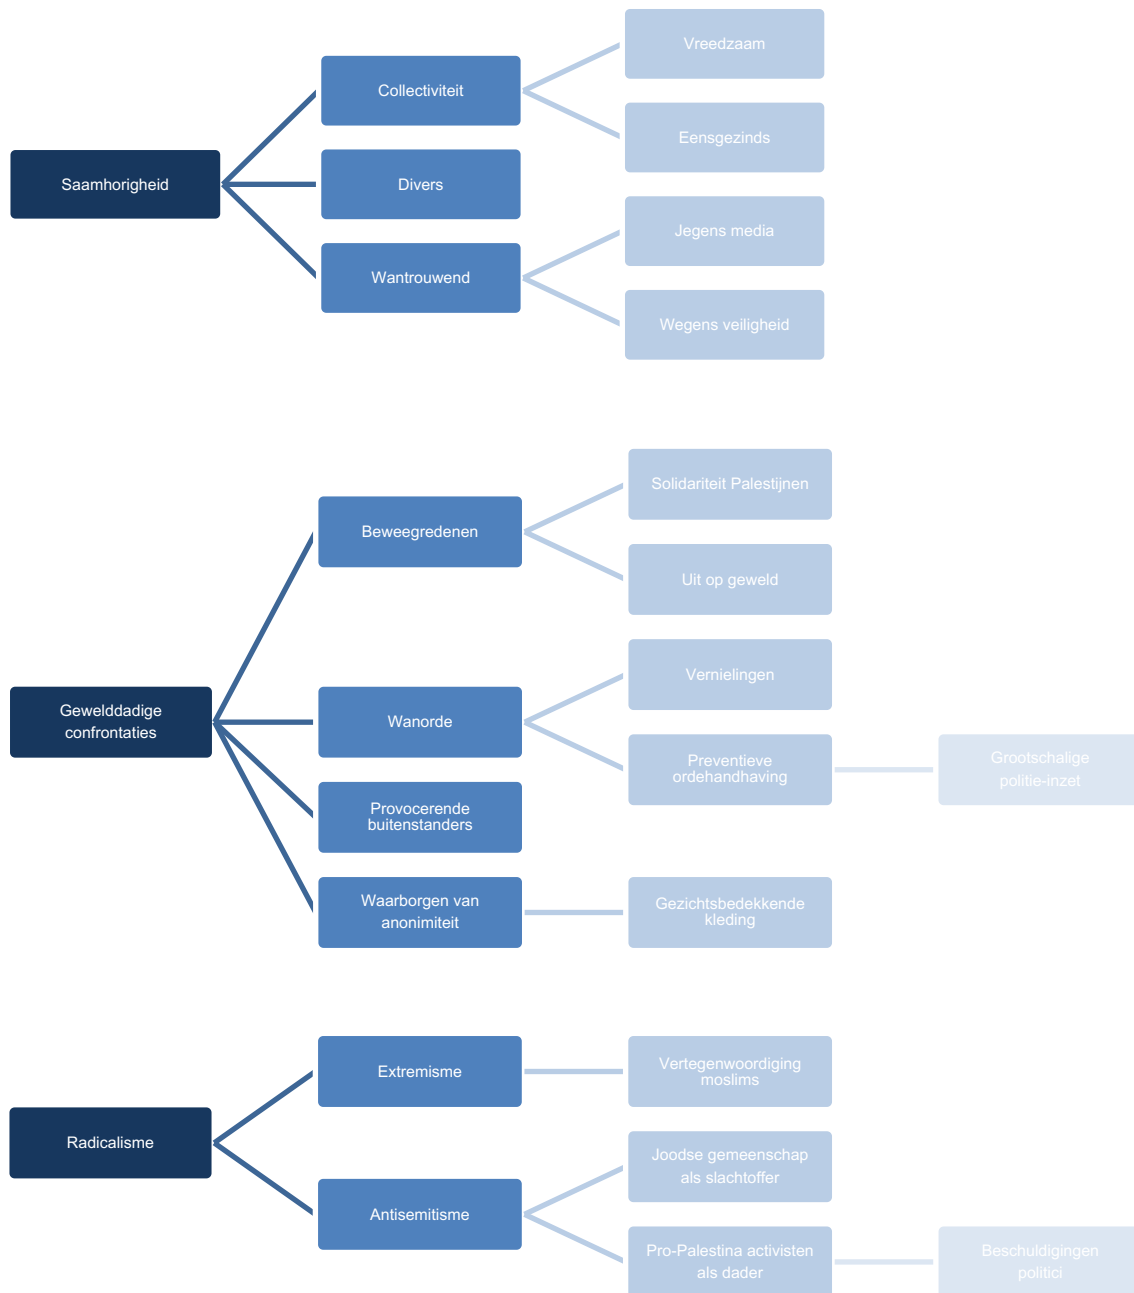 Saamhorigheid
Collectiviteit
Vreedzaam
Eensgezinds
Divers
Wantrouwend
Jegens media
Wegens veiligheid
Gewelddadige
confrontaties
Beweegredenen
Solidariteit Palestijnen
Uit op geweld
Wanorde
Vernielingen
Preventieve
ordehandhaving
Grootschalige
politie-inzet
Provocerende
buitenstanders
Waarborgen van
anonimiteit
Gezichtsbedekkende
kleding
Radicalisme
Extremisme
Vertegenwoordiging
moslims
Antisemitisme
Joodse gemeenschap
als slachtoffer
Pro-Palestina activisten
als dader
Beschuldigingen
politici